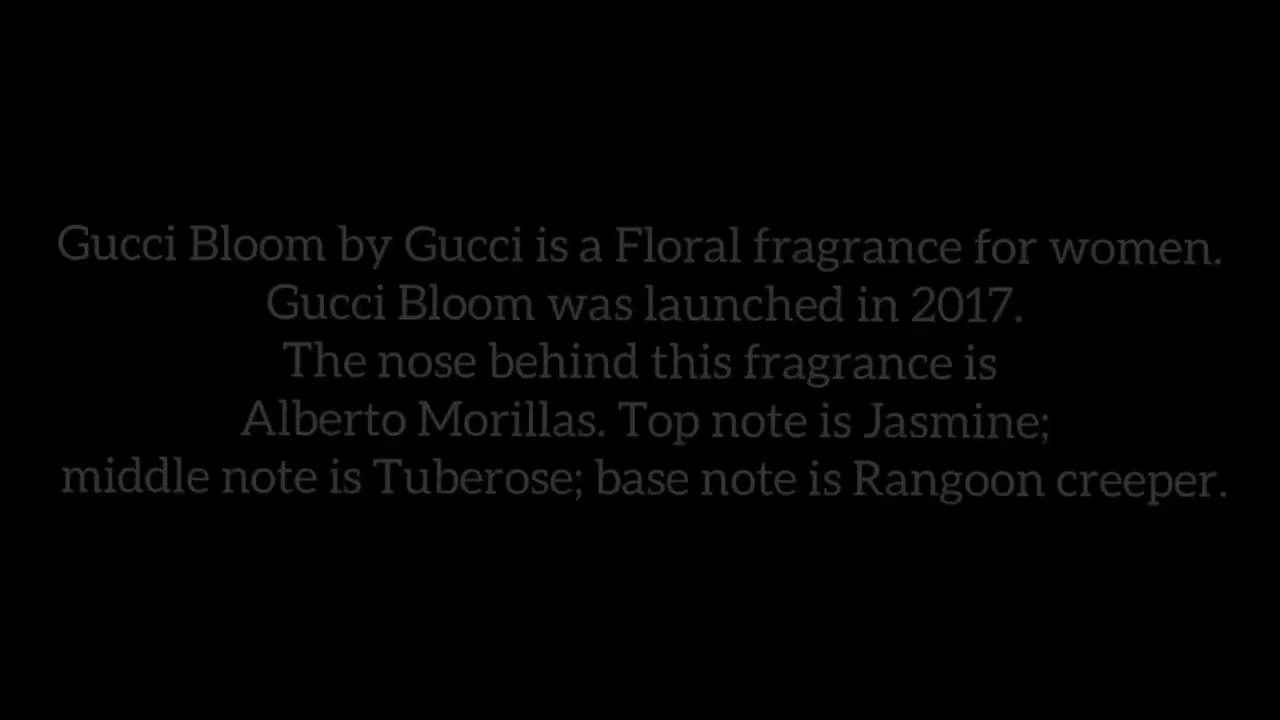 Gucci Bloom by Gucci is a Floral fragrance for women.
Gucci Bloom was launched in 2017.
The nose behind this fragrance is
Alberto Morillas. Top note is Jasmine;
middle note is Tuberose; base note is Rangoon creeper.